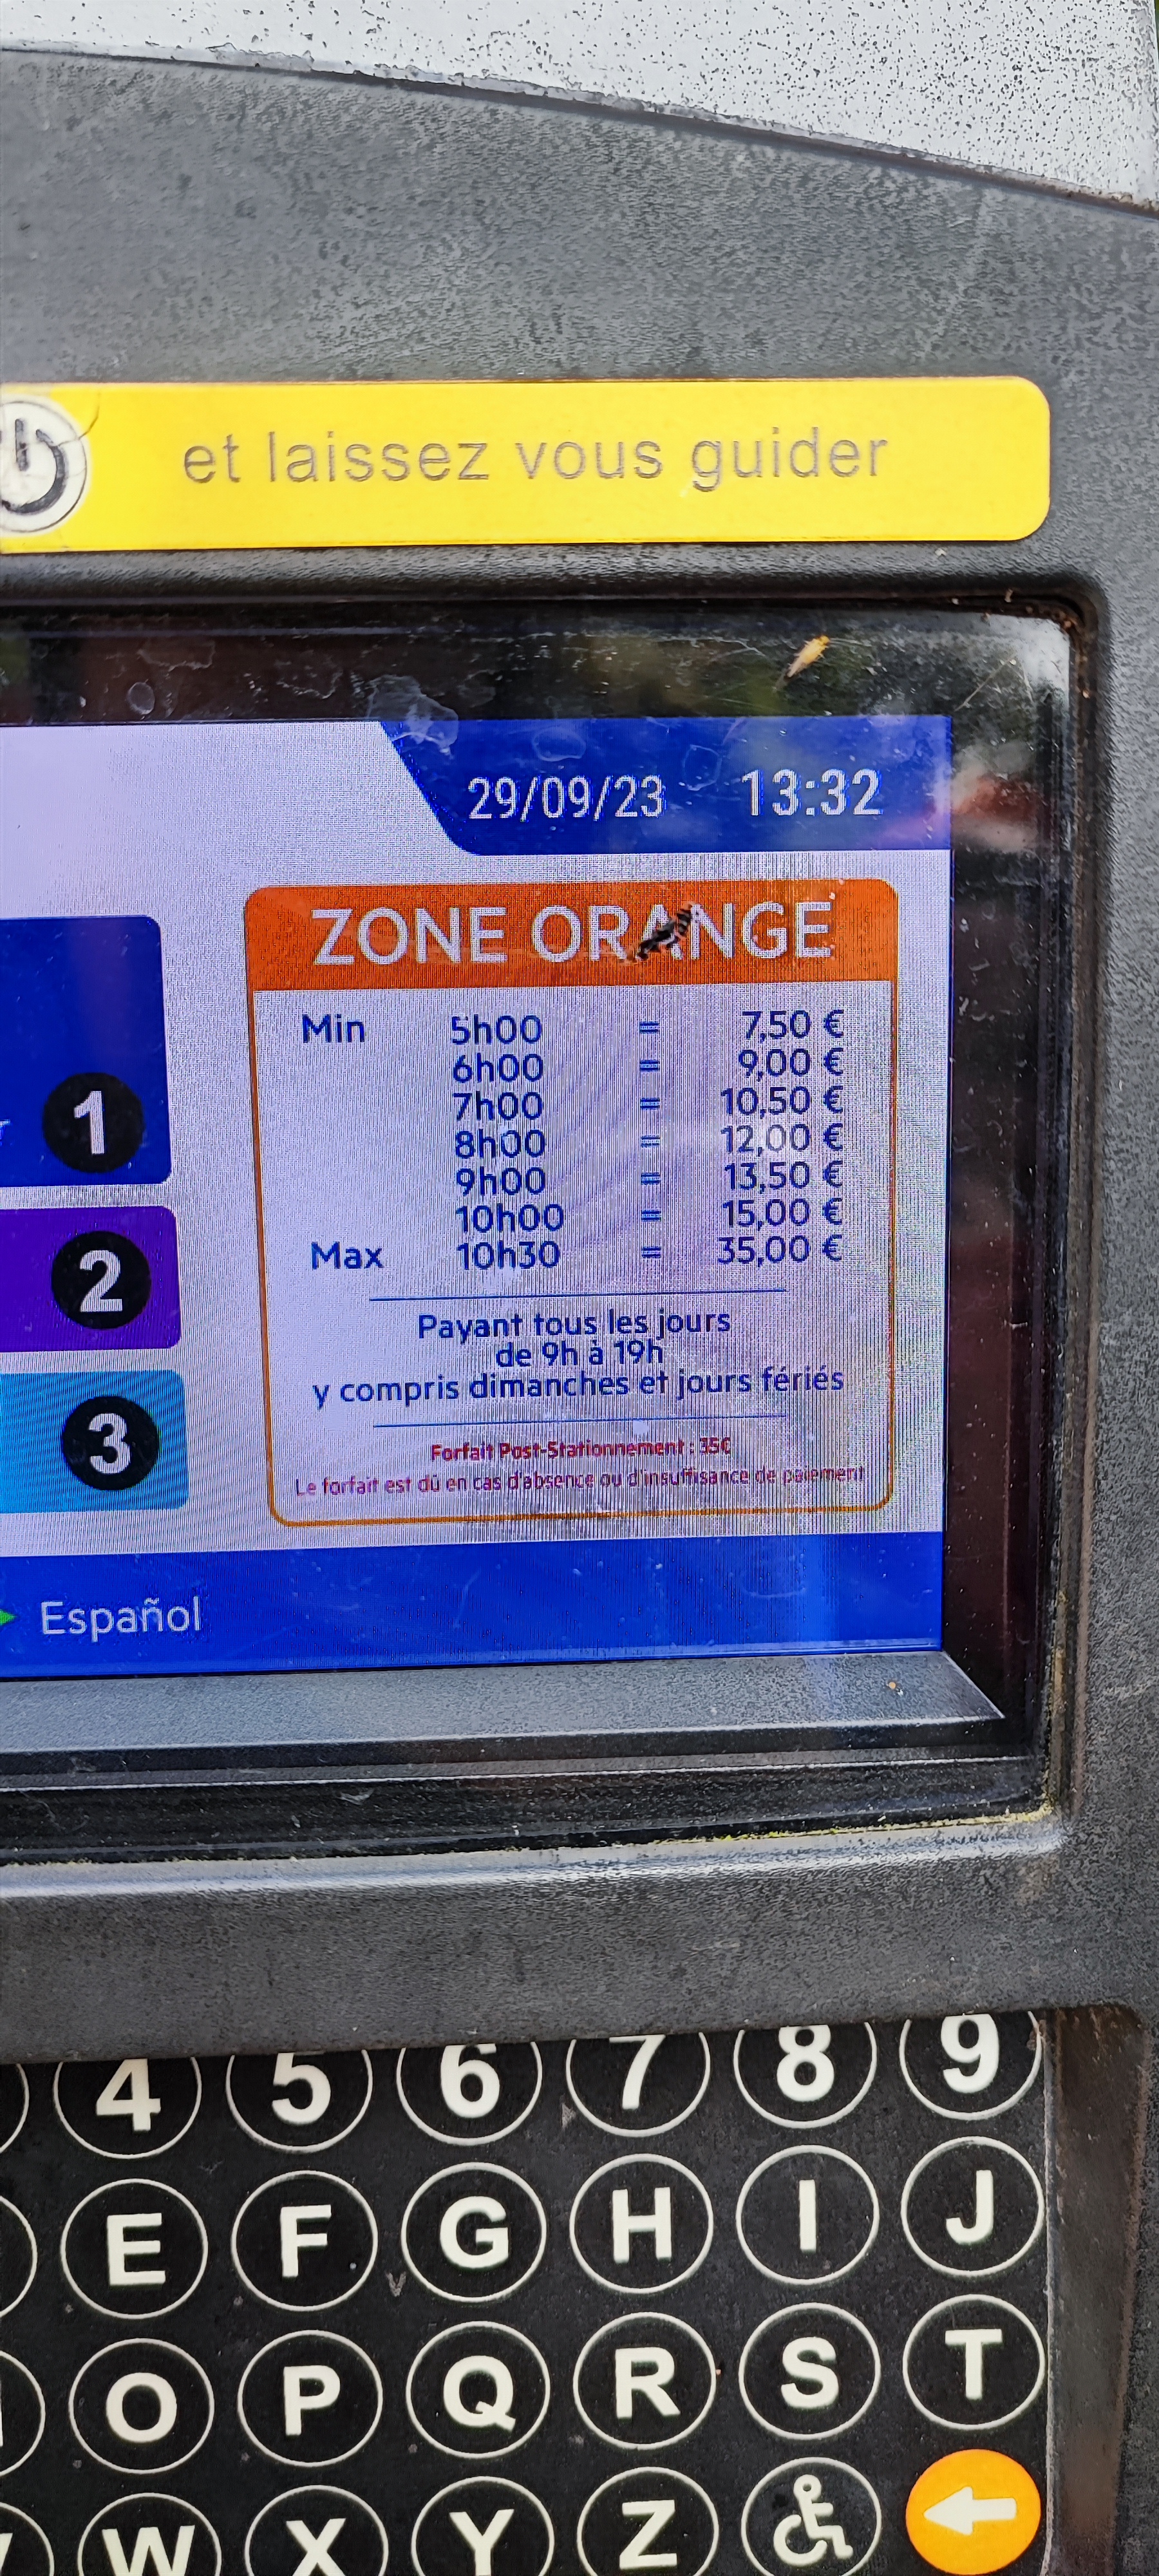 et laissez vous guider
29/09/23 13:32
ZONE ORANGE
Min 5h00 = 7,50 €
6h00 = 9,00 €
7h00 = 10,50 €
8h00 = 12,00 €
9h00 = 13,50 €
10h00 = 15,00 €
Max 10h30 = 35,00 €
Payant tous les jours
de 9h à 19h
y compris dimanches et jours fériés
Forfait Post-Stationnement : 35€
Le forfait est dû en cas d'absence ou d'insuffisance de paiement
1
2
3
Español
4 5 6 7 8 9
E F G H I J
O P Q R S T
W X Y Z